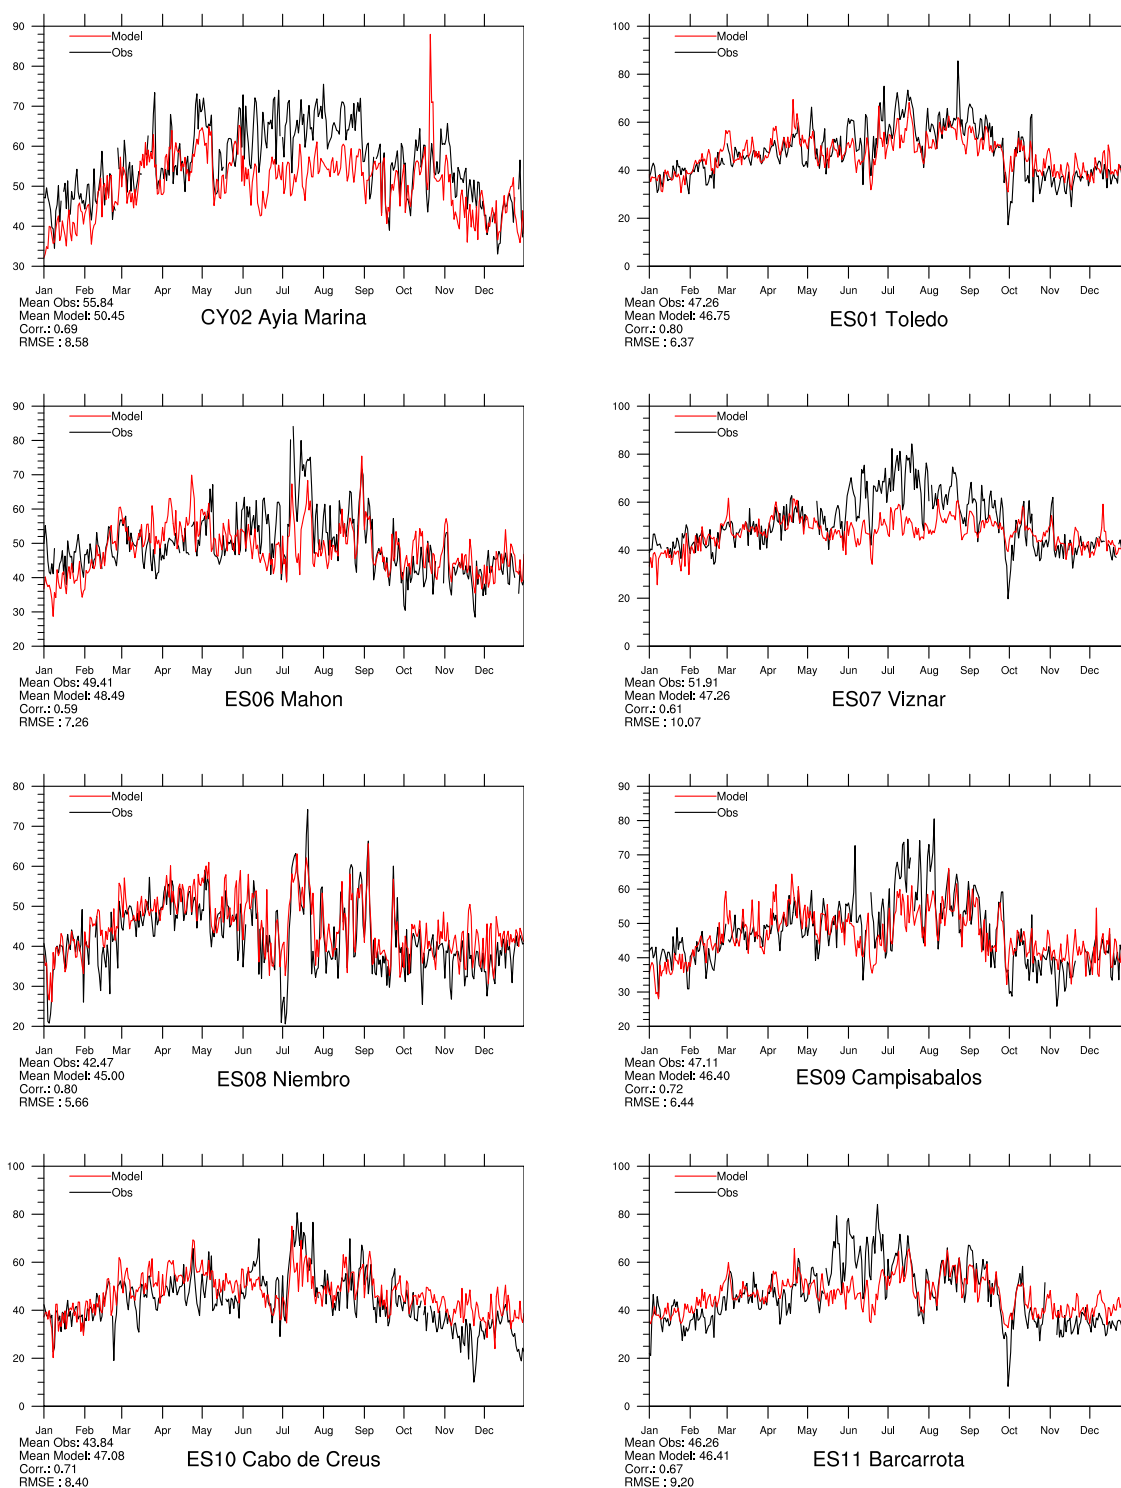 90
80
70
60
50
40
30
Model
Obs
Jan Feb Mar Apr May Jun Jul Aug Sep Oct Nov Dec
Mean Obs: 55.84
Mean Model: 50.45
Corr.: 0.69
RMSE : 8.58
CY02 Ayia Marina
100
80
60
40
20
0
Model
Obs
Jan Feb Mar Apr May Jun Jul Aug Sep Oct Nov Dec
Mean Obs: 47.26
Mean Model: 46.75
Corr.: 0.80
RMSE : 6.37
ES01 Toledo
90
80
70
60
50
40
30
20
Model
Obs
Jan Feb Mar Apr May Jun Jul Aug Sep Oct Nov Dec
Mean Obs: 49.41
Mean Model: 48.49
Corr.: 0.59
RMSE : 7.26
ES06 Mahon
100
80
60
40
20
0
Model
Obs
Jan Feb Mar Apr May Jun Jul Aug Sep Oct Nov Dec
Mean Obs: 51.91
Mean Model: 47.26
Corr.: 0.61
RMSE : 10.07
ES07 Viznar
80
70
60
50
40
30
20
Model
Obs
Jan Feb Mar Apr May Jun Jul Aug Sep Oct Nov Dec
Mean Obs: 42.47
Mean Model: 45.00
Corr.: 0.80
RMSE : 5.66
ES08 Niembro
90
80
70
60
50
40
30
20
Model
Obs
Jan Feb Mar Apr May Jun Jul Aug Sep Oct Nov Dec
Mean Obs: 47.11
Mean Model: 46.40
Corr.: 0.72
RMSE : 6.44
ES09 Campisabalos
100
80
60
40
20
0
Model
Obs
Jan Feb Mar Apr May Jun Jul Aug Sep Oct Nov Dec
Mean Obs: 43.84
Mean Model: 47.08
Corr.: 0.71
RMSE : 8.40
ES10 Cabo de Creus
100
80
60
40
20
0
Model
Obs
Jan Feb Mar Apr May Jun Jul Aug Sep Oct Nov Dec
Mean Obs: 46.26
Mean Model: 46.41
Corr.: 0.67
RMSE : 9.20
ES11 Barcarrota